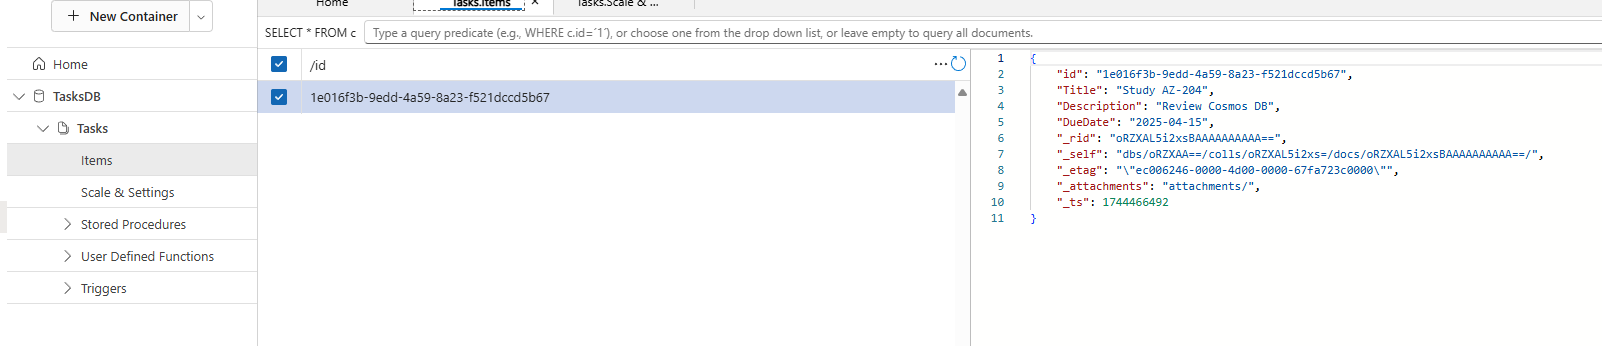 Home
Tasks.Items
Tasks.Scale & ...
+ New Container
SELECT * FROM c
Type a query predicate (e.g., WHERE c.id=´1´), or choose one from the drop down list, or leave empty to query all documents.
Home
TasksDB
Tasks
Items
Scale & Settings
Stored Procedures
User Defined Functions
Triggers
/id
...
1e016f3b-9edd-4a59-8a23-f521dccd5b67
1 {
2 "id": "1e016f3b-9edd-4a59-8a23-f521dccd5b67",
3 "Title": "Study AZ-204",
4 "Description": "Review Cosmos DB",
5 "DueDate": "2025-04-15",
6 "_rid": "oRZXAL5i2xsBAAAAAAAAAA==",
7 "_self": "dbs/oRZXAA==/colls/oRZXAL5i2xs=/docs/oRZXAL5i2xsBAAAAAAAAAA==/",
8 "_etag": "\"ec006246-0000-4d00-0000-67fa723c0000\"",
9 "_attachments": "attachments/",
10 "_ts": 1744466492
11 }